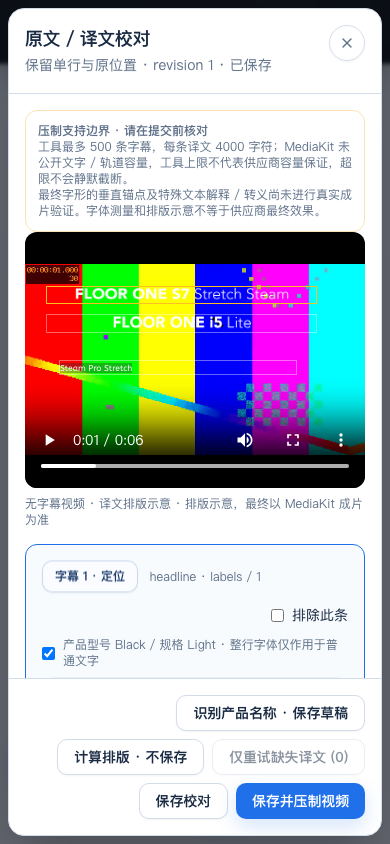 原文 / 译文校对
保留单行与原位置 · revision 1 · 已保存
压制支持边界 · 请在提交前核对
工具最多 500 条字幕，每条译文 4000 字符；MediaKit 未
公开文字 / 轨道容量，工具上限不代表供应商容量保证，超
限不会静默截断。
最终字形的垂直锚点及特殊文本解释 / 转义尚未进行真实成
片验证。字体测量和排版示意不等于供应商最终效果。
00:00:01.000
30
FLOOR ONE S7 Stretch Steam
FLOOR ONE i5 Lite
Steam Pro Stretch
0:01 / 0:06
无字幕视频 · 译文排版示意 · 排版示意，最终以 MediaKit 成片
为准
字幕 1 · 定位
headline · labels / 1
排除此条
产品型号 Black / 规格 Light · 整行字体仅作用于普
通文字
识别产品名称 · 保存草稿
计算排版 · 不保存
仅重试缺失译文 (0)
保存校对
保存并压制视频